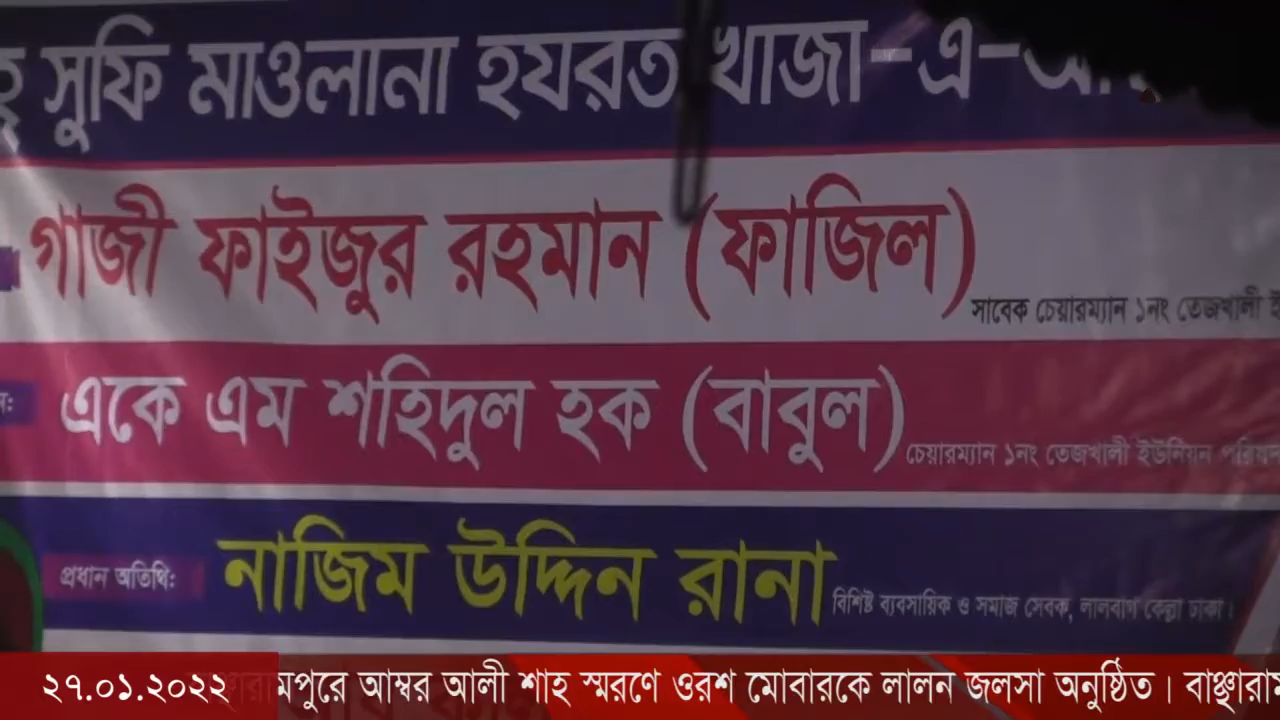 সুফি মাওলানা হযরত খাজা-এ-
গাজী ফাইজুর রহমান (ফাজিল)
সাবেক চেয়ারম্যান ১নং তেজখালী
একে এম শহিদুল হক (বাবুল)
চেয়ারম্যান ১নং তেজখালী ইউনিয়ন পরিষদ
প্রধান অতিথি: নাজিম উদ্দিন রানা
বিশিষ্ট ব্যবসায়িক ও সমাজ সেবক, লালবাগ কেল্লা ঢাকা।
২৭.০১.২০২২ মপুরে আম্বর আলী শাহ স্মরণে ওরশ মোবারকে লালন জলসা অনুষ্ঠিত। বাঞ্ছারাম